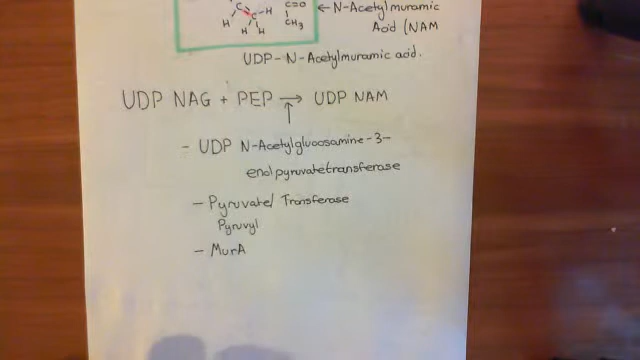 C C H C=O
H H H CH3
← N-Acetylmuramic
Acid (NAM
UDP-N-Acetylmuramic acid.
UDP NAG + PEP → UDP NAM
↑
- UDP N-Acetylglucosamine-3-
enolpyruvatetransferase
- Pyruvate/ Transferase
Pyruvyl
- MurA